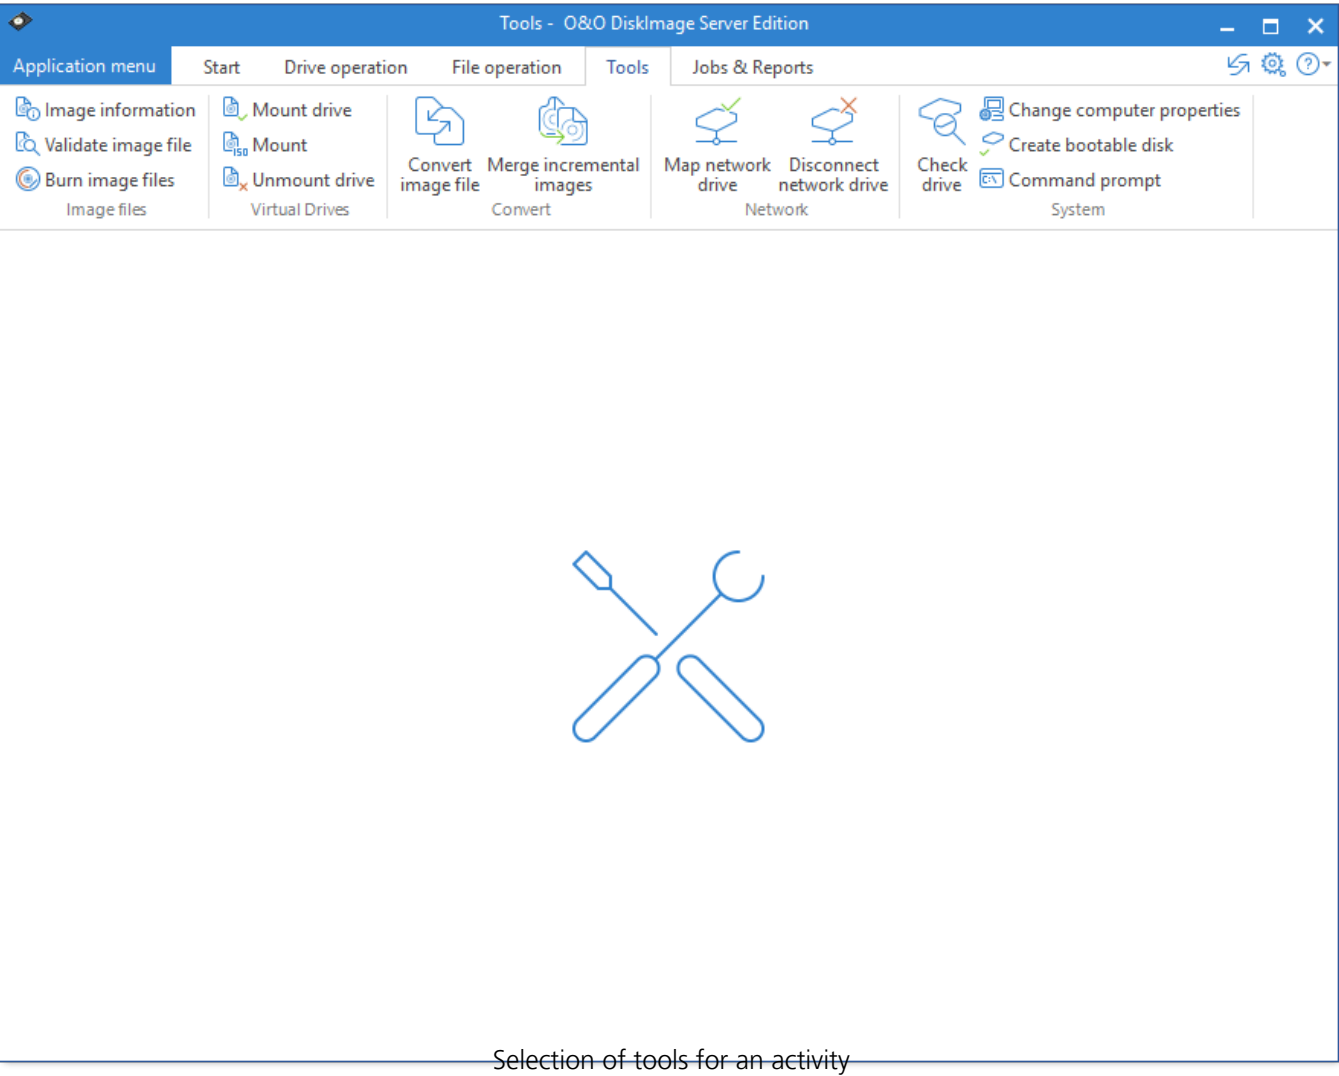 Tools - O&O DiskImage Server Edition
Application menu Start Drive operation File operation Tools Jobs & Reports
Image information
Validate image file
Burn image files
Image files
Mount drive
ISO Mount
Unmount drive
Virtual Drives
Convert
image file
Merge incremental
images
Convert
Map network
drive
Disconnect
network drive
Network
Check
drive
Change computer properties
Create bootable disk
C:\ Command prompt
System
Selection of tools for an activity